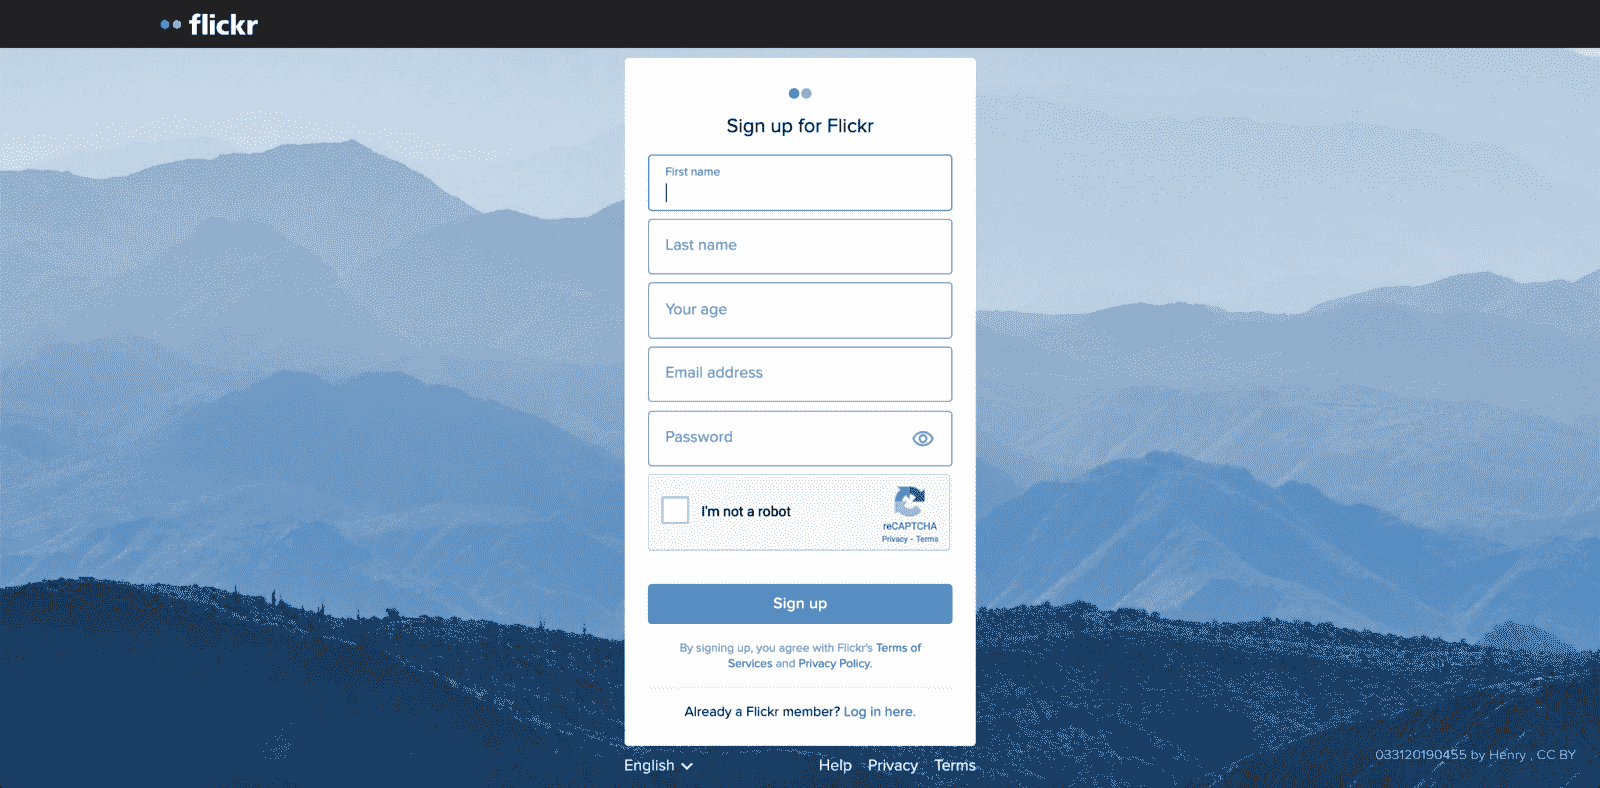 flickr
Sign up for Flickr
First name
Last name
Your age
Email address
Password
I'm not a robot
reCAPTCHA
Privacy - Terms
Sign up
By signing up, you agree with Flickr's Terms of
Services and Privacy Policy.
Already a Flickr member? Log in here.
English Help Privacy Terms
033120190455 by Henry , CC BY